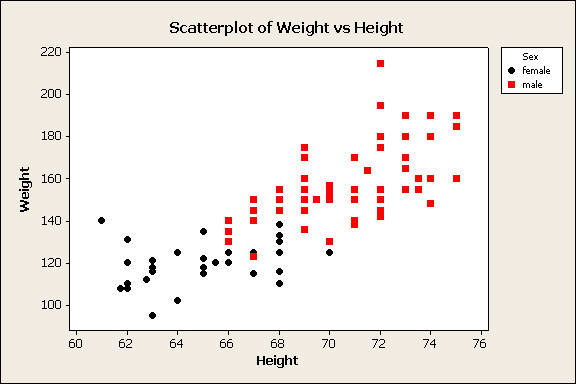 Scatterplot of Weight vs Height
Sex
female
male
Weight
220
200
180
160
140
120
100
60 62 64 66 68 70 72 74 76
Height